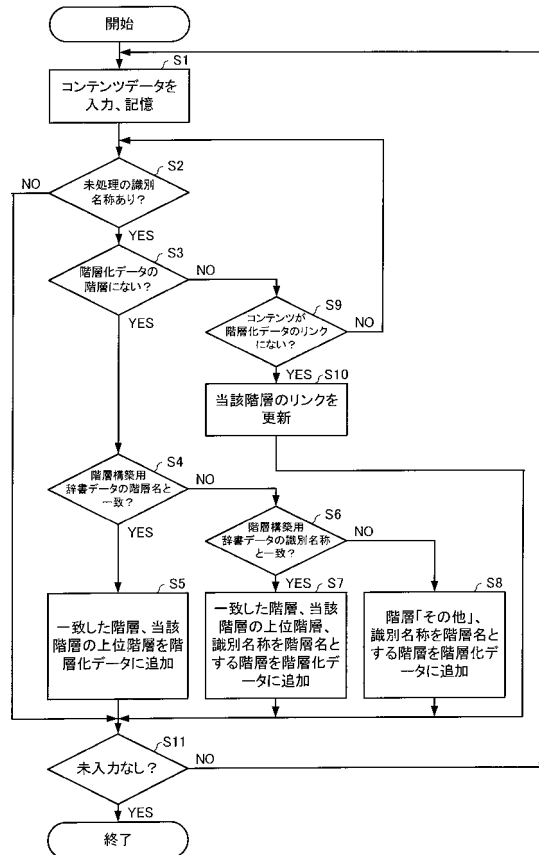 開始
S1
コンテンツデータを
入力、記憶
S2
NO
未処理の識別
名称あり？
YES
S3
階層化データの
階層にない？
NO
YES
S9
コンテンツが
階層化データのリンク
にない？
NO
YES
S10
当該階層のリンクを
更新
S4
階層構築用
辞書データの階層名と
一致？
NO
YES
S6
階層構築用
辞書データの識別名称
と一致？
NO
YES
S5
一致した階層、当該
階層の上位階層を階
層化データに追加
S7
一致した階層、当該
階層の上位階層、
識別名称を階層名と
する階層を階層化デ
ータに追加
S8
階層「その他」、
識別名称を階層名と
する階層を階層化デ
ータに追加
S11
未入力なし？
NO
YES
終了